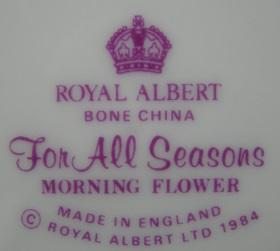 ROYAL ALBERT
BONE CHINA
For All Seasons
MORNING FLOWER
MADE IN ENGLAND
© ROYAL ALBERT LTD 1984